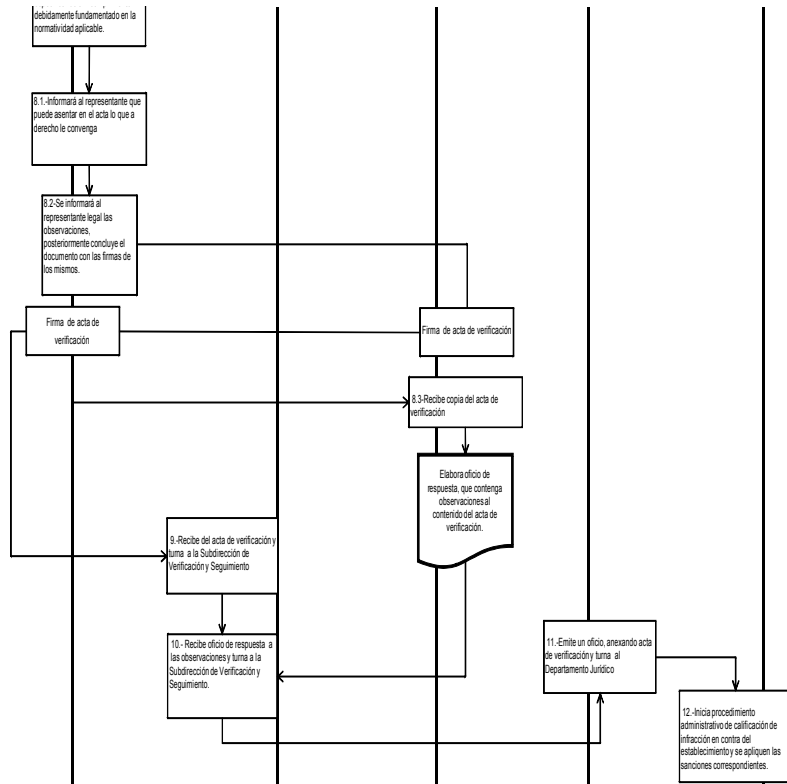 debidamente fundamentado en la
normatividad aplicable.
8.1.-Informará al representante que
puede asentar en el acta lo que a
derecho le convenga
8.2-Se informará al
representante legal las
observaciones,
posteriormente concluye el
documento con las firmas de
los mismos.
Firma de acta de
verificación
Firma de acta de verificación
8.3-Recibe copia del acta de
verificación
Elabora oficio de
respuesta, que contenga
observaciones al
contenido del acta de
verificación.
9.-Recibe del acta de verificación y
turna a la Subdirección de
Verificación y Seguimiento
10.- Recibe oficio de respuesta a
las observaciones y turna a la
Subdirección de Verificación y
Seguimiento.
11.-Emite un oficio, anexando acta
de verificación y turna al
Departamento Jurídico
12.-Inicia procedimiento
administrativo de calificación de
infracción en contra del
establecimiento y se apliquen las
sanciones correspondientes.